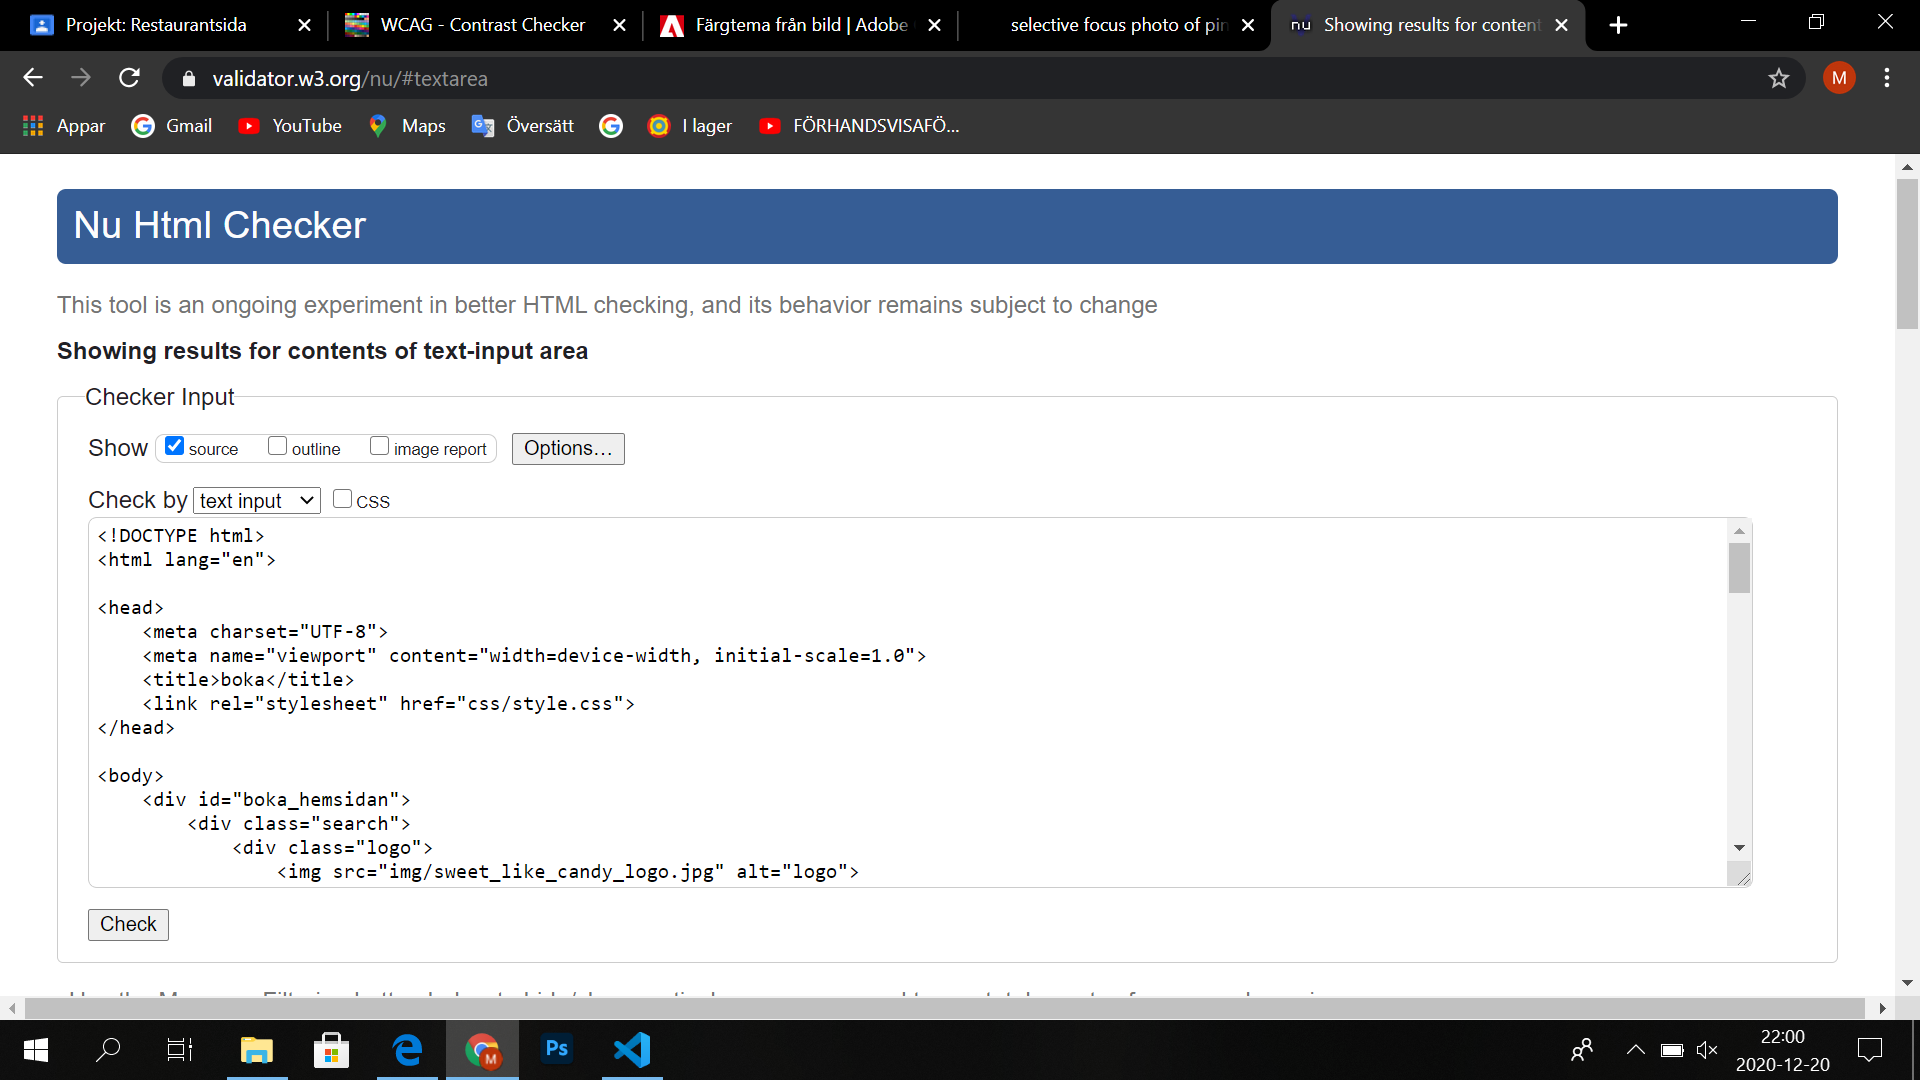 Projekt: Restaurantsida
WCAG - Contrast Checker
Färgtema från bild | Adobe
selective focus photo of pin
nu Showing results for content
validator.w3.org/nu/#textarea
M
Appar
Gmail
YouTube
Maps
Översätt
I lager
FÖRHANDSVISAFÖ...
Nu Html Checker
This tool is an ongoing experiment in better HTML checking, and its behavior remains subject to change
Showing results for contents of text-input area
Checker Input
Show source outline image report Options...
Check by text input CSS
<!DOCTYPE html>
<html lang="en">
<head>
<meta charset="UTF-8">
<meta name="viewport" content="width=device-width, initial-scale=1.0">
<title>boka</title>
<link rel="stylesheet" href="css/style.css">
</head>
<body>
<div id="boka_hemsidan">
<div class="search">
<div class="logo">
<img src="img/sweet_like_candy_logo.jpg" alt="logo">
Check
M
Ps
22:00
2020-12-20